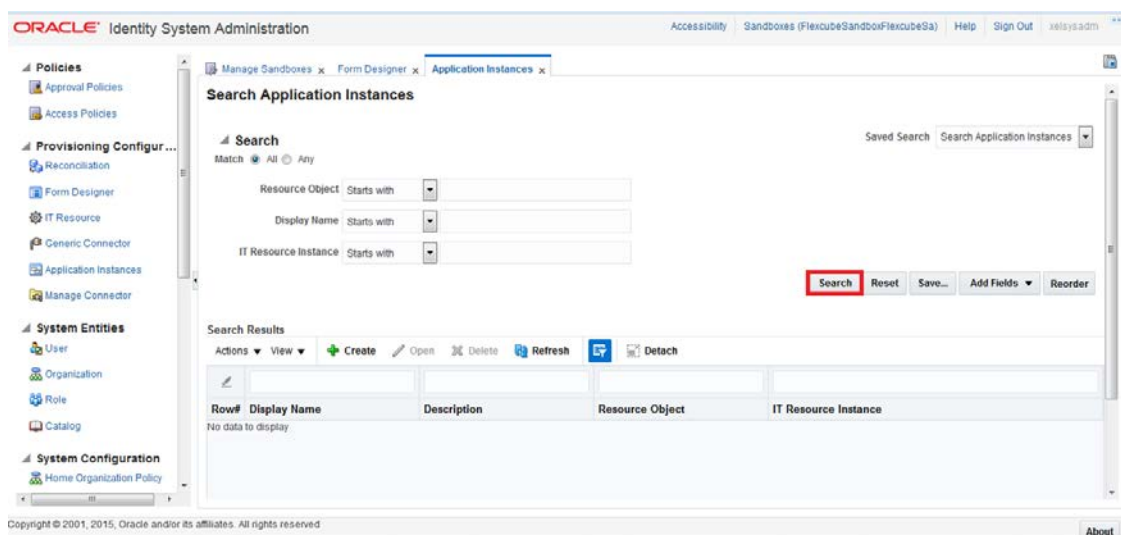 ORACLE Identity System Administration
Accessibility Sandboxes (FlexcubeSandboxFlexcubeSa) Help Sign Out xelsysadm
Policies
Approval Policies
Access Policies
Provisioning Configur...
Reconciliation
Form Designer
IT Resource
Generic Connector
Application Instances
Manage Connector
System Entities
User
Organization
Role
Catalog
System Configuration
Home Organization Policy
Manage Sandboxes x Form Designer x Application Instances x
Search Application Instances
Search
Saved Search Search Application Instances
Match All Any
Resource Object Starts with
Display Name Starts with
IT Resource Instance Starts with
Search Reset Save... Add Fields Reorder
Search Results
Actions View Create Open Delete Refresh Detach
Row# Display Name Description Resource Object IT Resource Instance
No data to display
Copyright © 2001, 2015, Oracle and/or its affiliates. All rights reserved
About